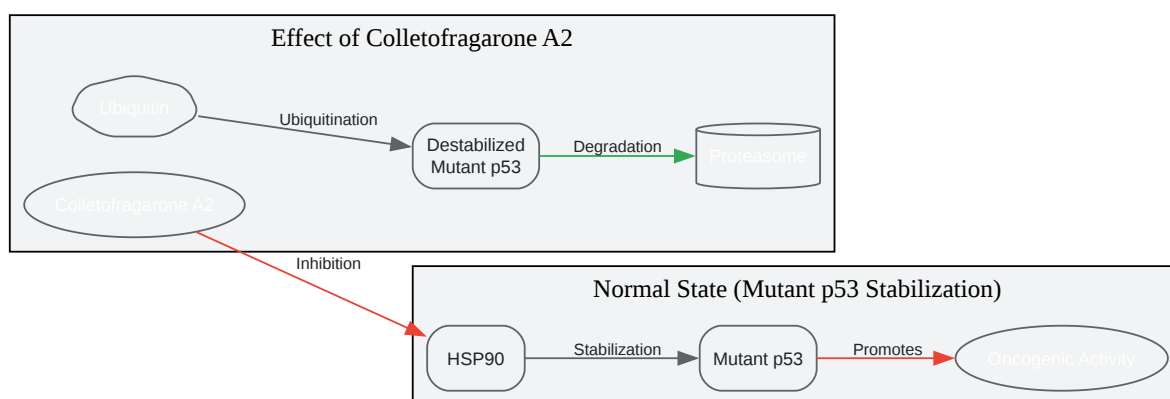 Effect of Colletofragarone A2
Ubiquitin
Ubiquitination
Destabilized
Mutant p53
Degradation
Proteasome
Colletofragarone A2
Inhibition
Normal State (Mutant p53 Stabilization)
HSP90
Stabilization
Mutant p53
Promotes
Oncogenic Activity